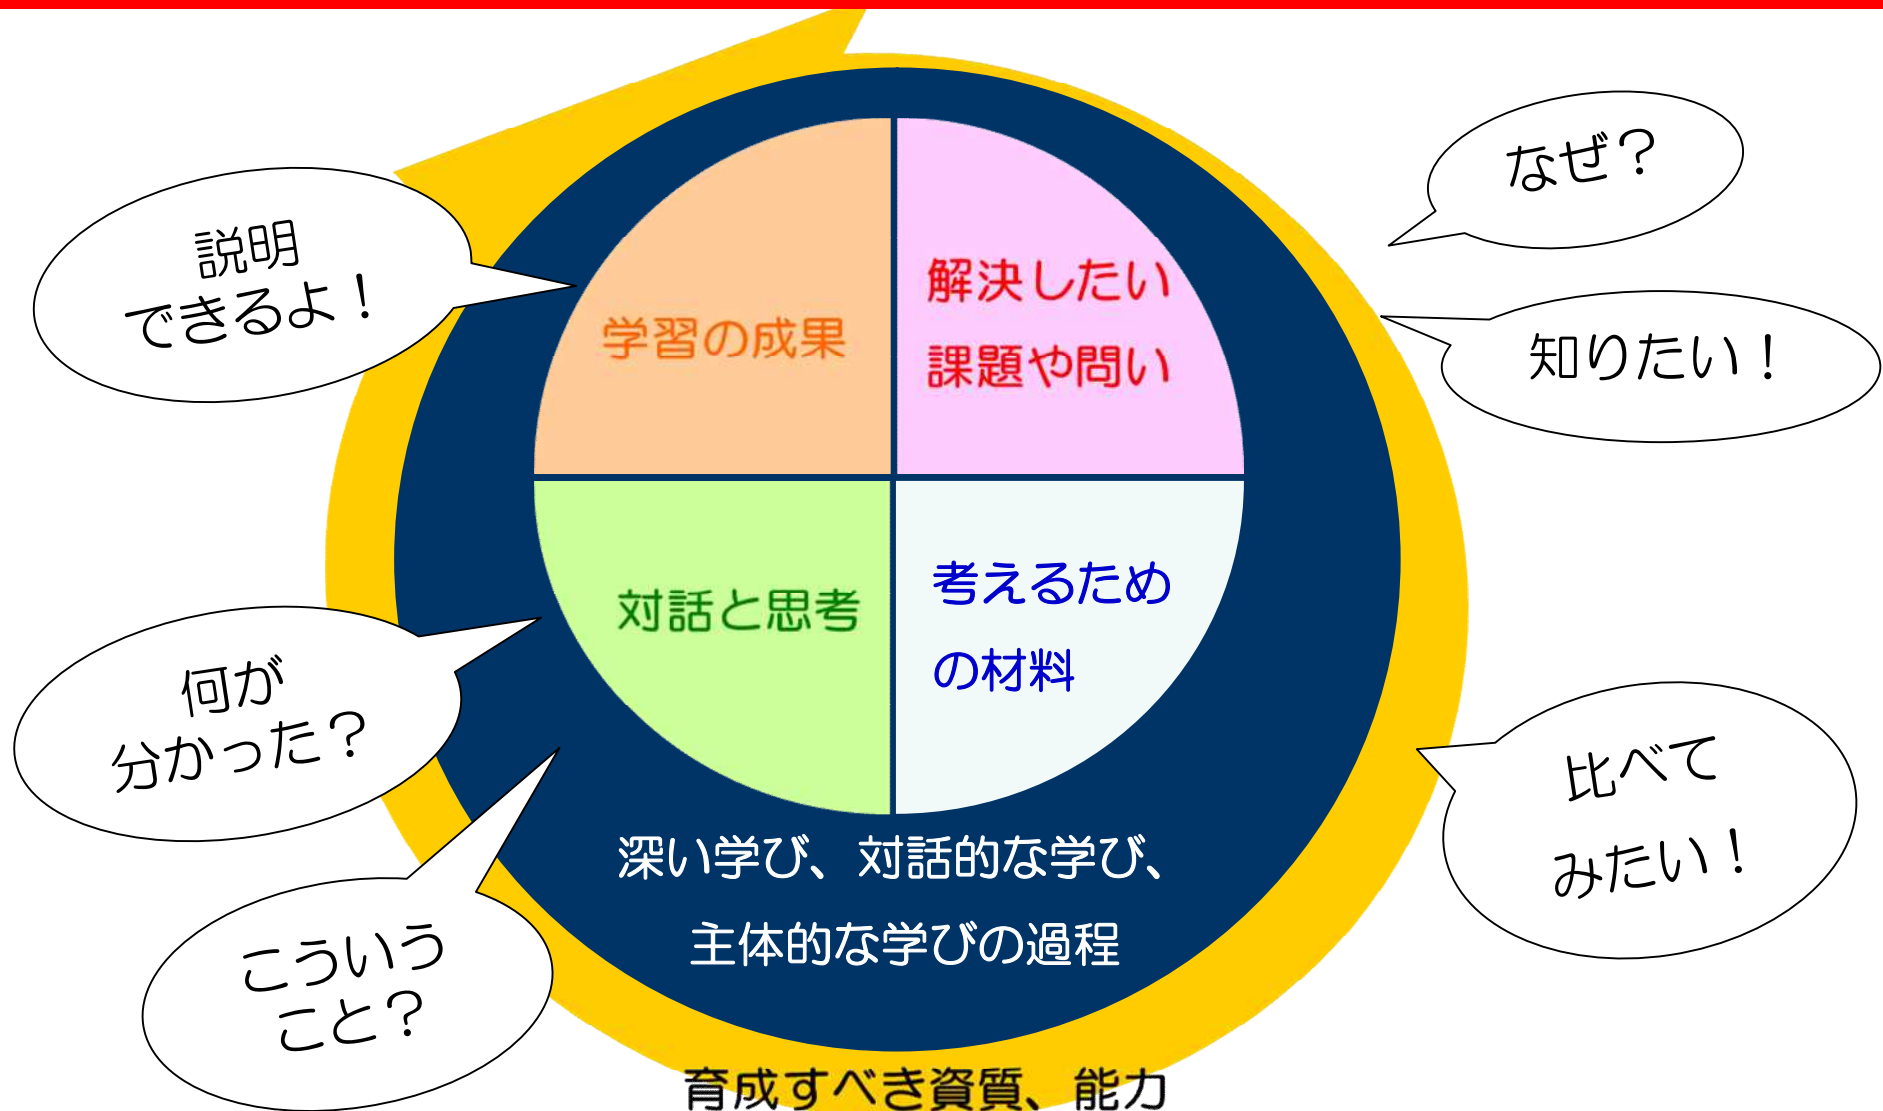 なぜ？
知りたい！
比べて
みたい！
説明
できるよ！
何が
分かった？
こういう
こと？
学習の成果
解決したい
課題や問い
対話と思考
考えるため
の材料
深い学び、対話的な学び、
主体的な学びの過程
育成すべき資質、能力